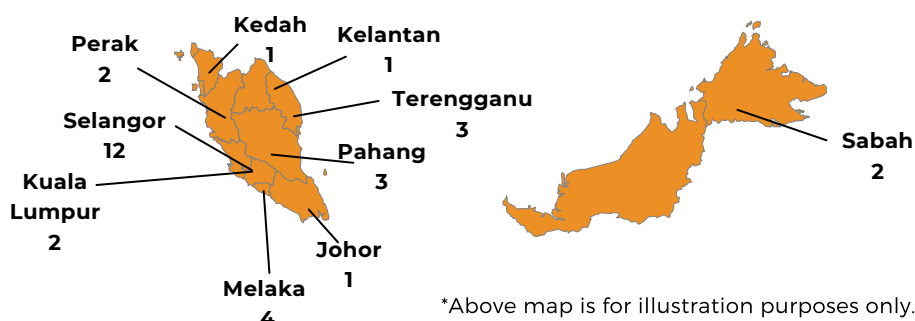 Kedah
1
Perak
2
Kelantan
1
Terengganu
3
Selangor
12
Pahang
3
Kuala
Lumpur
2
Johor
1
Melaka
4
Sabah
2
*Above map is for illustration purposes only.